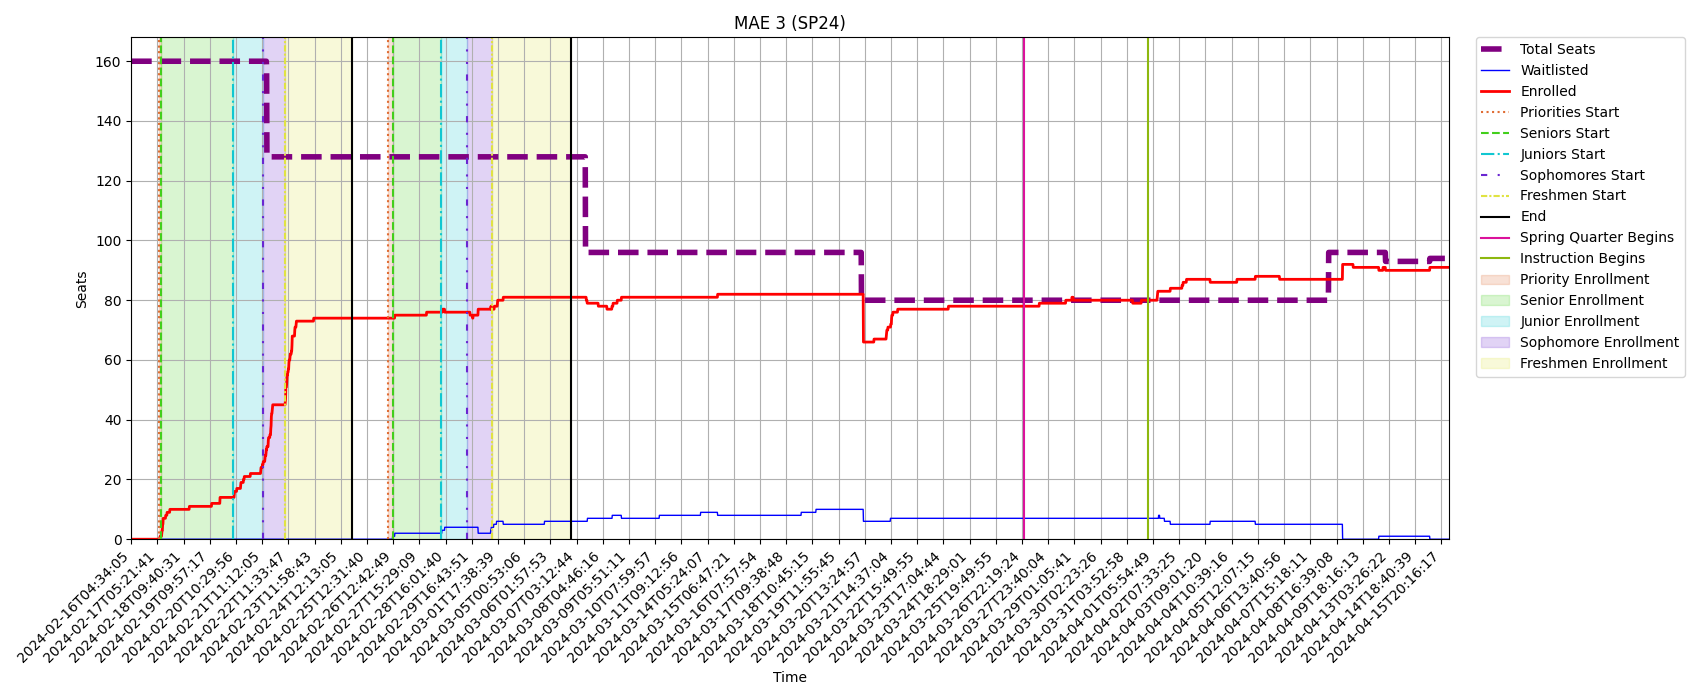 MAE 3 (SP24)
Seats
160
140
120
100
80
60
40
20
0
2024-02-16T04:34:05
2024-02-17T05:21:41
2024-02-18T09:40:31
2024-02-19T09:57:17
2024-02-20T10:29:56
2024-02-21T11:12:05
2024-02-22T11:33:47
2024-02-23T11:58:43
2024-02-24T12:13:05
2024-02-25T12:31:40
2024-02-26T12:42:49
2024-02-27T15:29:09
2024-02-28T16:01:40
2024-02-29T16:43:51
2024-03-01T17:38:39
2024-03-05T00:53:06
2024-03-06T01:57:53
2024-03-07T03:12:44
2024-03-08T04:46:16
2024-03-09T05:51:11
2024-03-10T07:59:57
2024-03-11T09:12:56
2024-03-14T05:24:07
2024-03-15T06:47:21
2024-03-16T07:57:54
2024-03-17T09:38:48
2024-03-18T10:45:15
2024-03-19T11:55:45
2024-03-20T13:24:57
2024-03-21T14:37:04
2024-03-22T15:49:55
2024-03-23T17:04:44
2024-03-24T18:29:01
2024-03-25T19:49:55
2024-03-26T22:19:24
2024-03-27T23:40:04
2024-03-29T01:05:41
2024-03-30T02:23:26
2024-03-31T03:52:58
2024-04-01T05:54:49
2024-04-02T07:33:25
2024-04-03T09:01:20
2024-04-04T10:39:16
2024-04-05T12:07:15
2024-04-06T13:40:56
2024-04-07T15:18:11
2024-04-08T16:39:08
2024-04-09T18:16:13
2024-04-13T03:26:22
2024-04-14T18:40:39
2024-04-15T20:16:17
Time
Total Seats
Waitlisted
Enrolled
Priorities Start
Seniors Start
Juniors Start
Sophomores Start
Freshmen Start
End
Spring Quarter Begins
Instruction Begins
Priority Enrollment
Senior Enrollment
Junior Enrollment
Sophomore Enrollment
Freshmen Enrollment